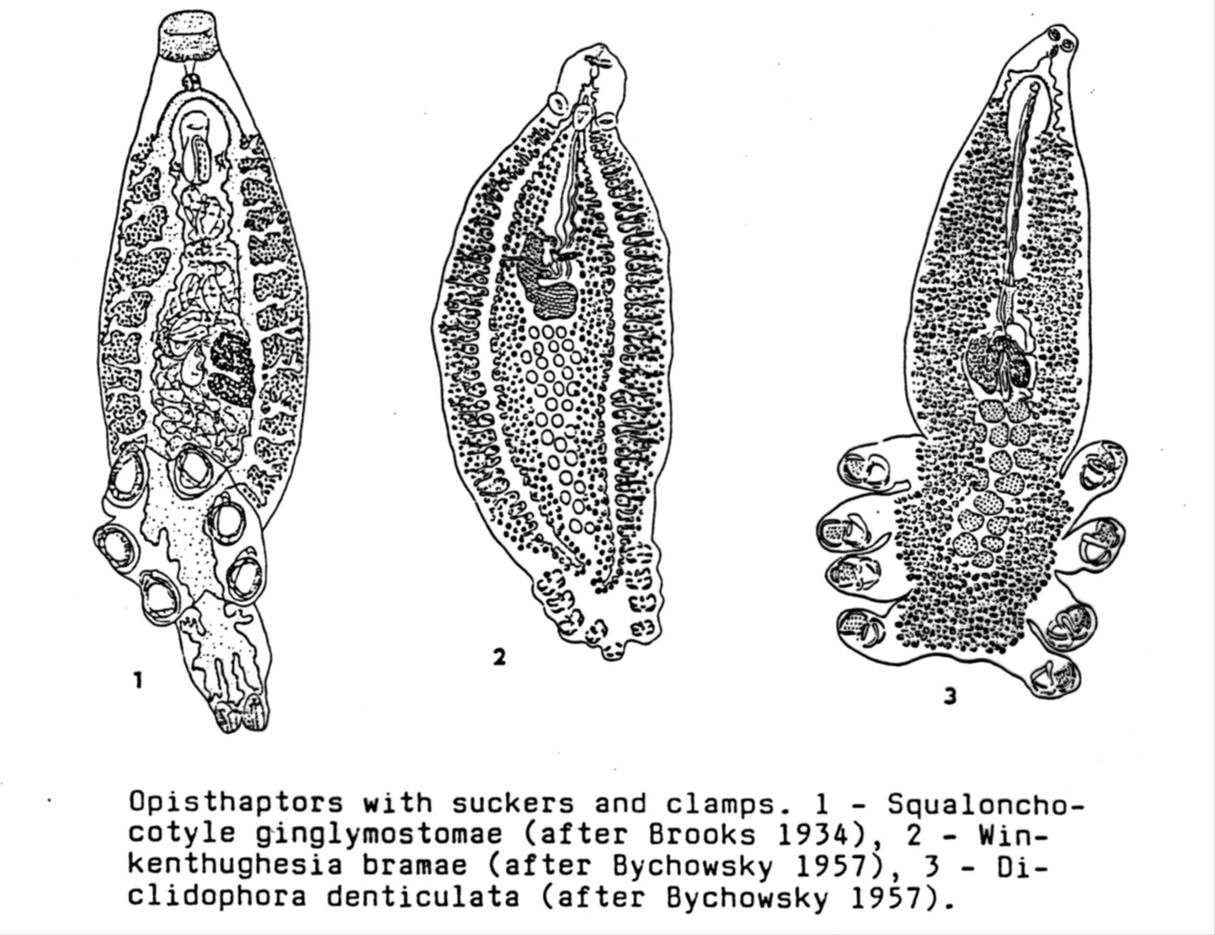 1
2
3
Opisthaptors with suckers and clamps. 1 - Squaloncho-
cotyle ginglymostomae (after Brooks 1934), 2 - Win-
kenthughesia bramae (after Bychowsky 1957), 3 - Di-
clidophora denticulata (after Bychowsky 1957).